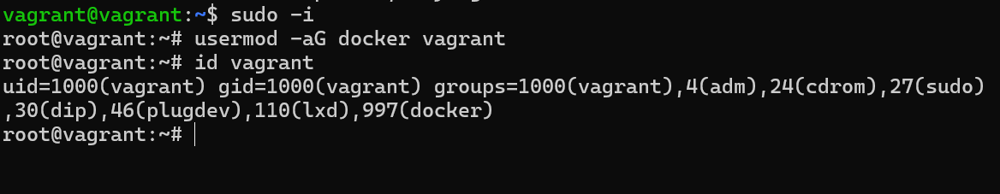 vagrant@vagrant:~$ sudo -i
root@vagrant:~# usermod -aG docker vagrant
root@vagrant:~# id vagrant
uid=1000(vagrant) gid=1000(vagrant) groups=1000(vagrant),4(adm),24(cdrom),27(sudo)
,30(dip),46(plugdev),110(lxd),997(docker)
root@vagrant:~#